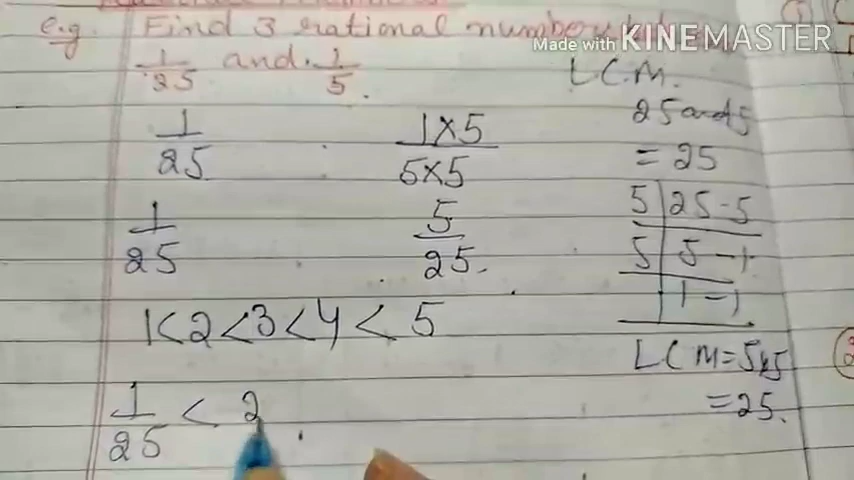 e.g. Find 3 rational number
Made with KINEMASTER
1/25 and 1/5.
LCM.
25 and 5
= 25
1/25 1×5/5×5
1/25 5/25.
5 | 25 - 5
5 | 5 - 1
1 - 1
1<2<3<4<5
LCM=5×5
=25.
1/25 < 2